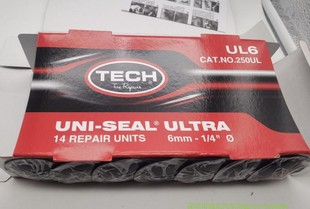 UL6
CAT.NO.250UL
TECH
Tire Repairs
UNI-SEAL® ULTRA
14 REPAIR UNITS 6mm - 1/4" Ø